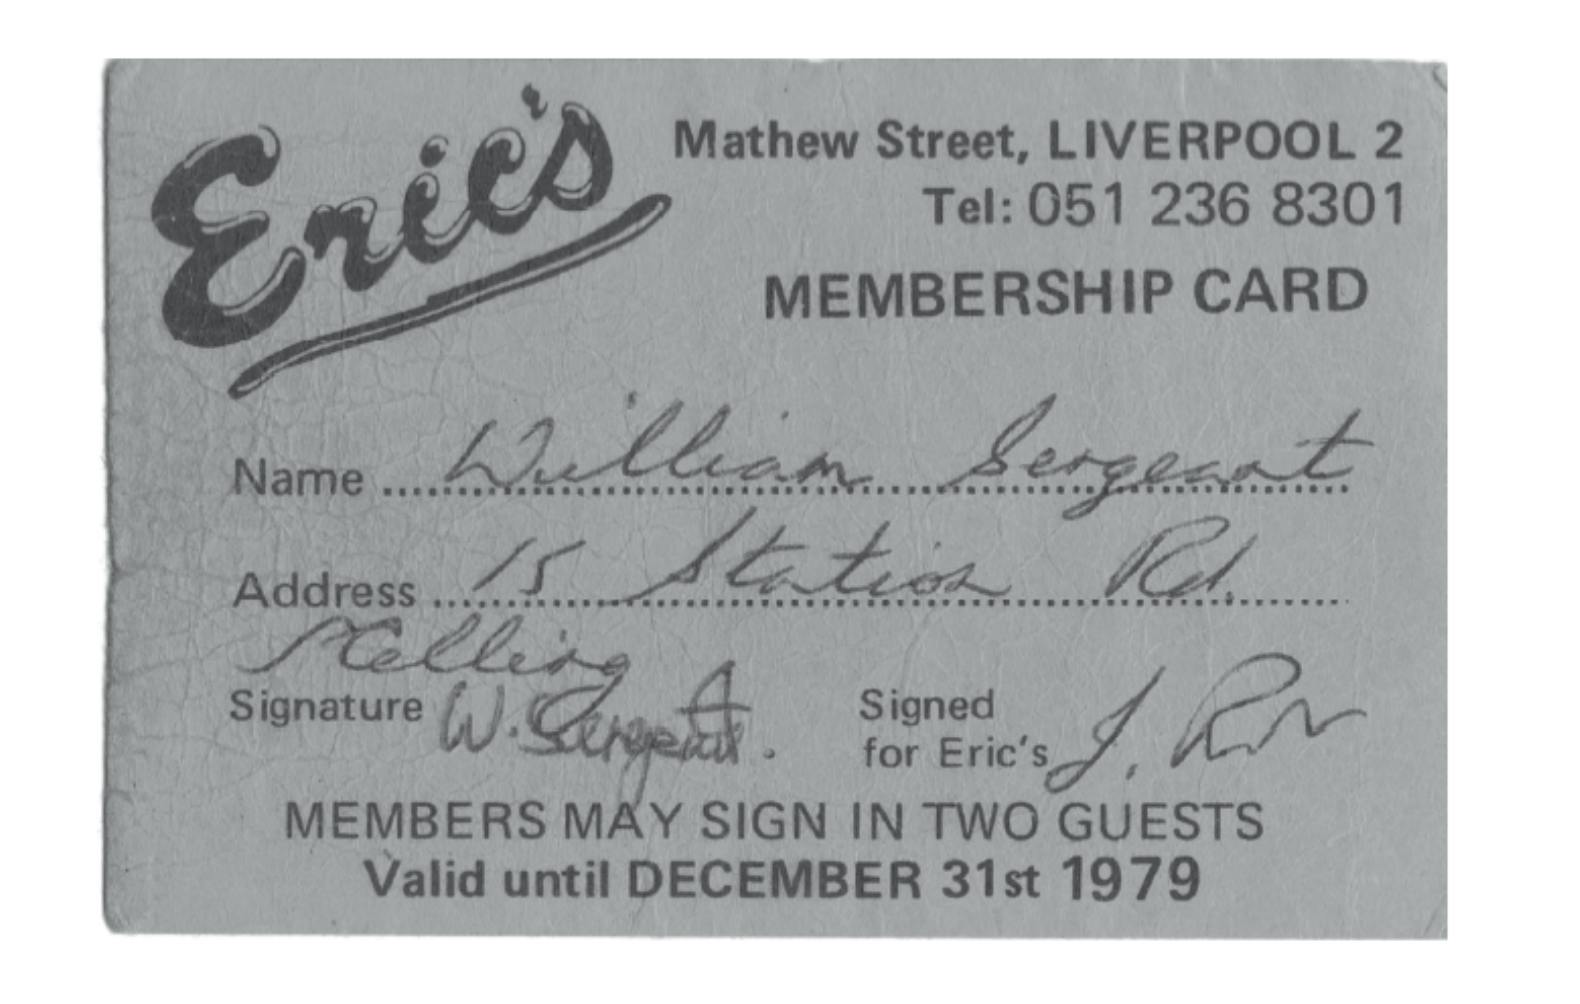 Eric's
Mathew Street, LIVERPOOL 2
Tel: 051 236 8301
MEMBERSHIP CARD
Name William Sergeant
Address 15 Station Rd.
Melling
Signature W. Sergeant.
Signed
for Eric's J.
MEMBERS MAY SIGN IN TWO GUESTS
Valid until DECEMBER 31st 1979